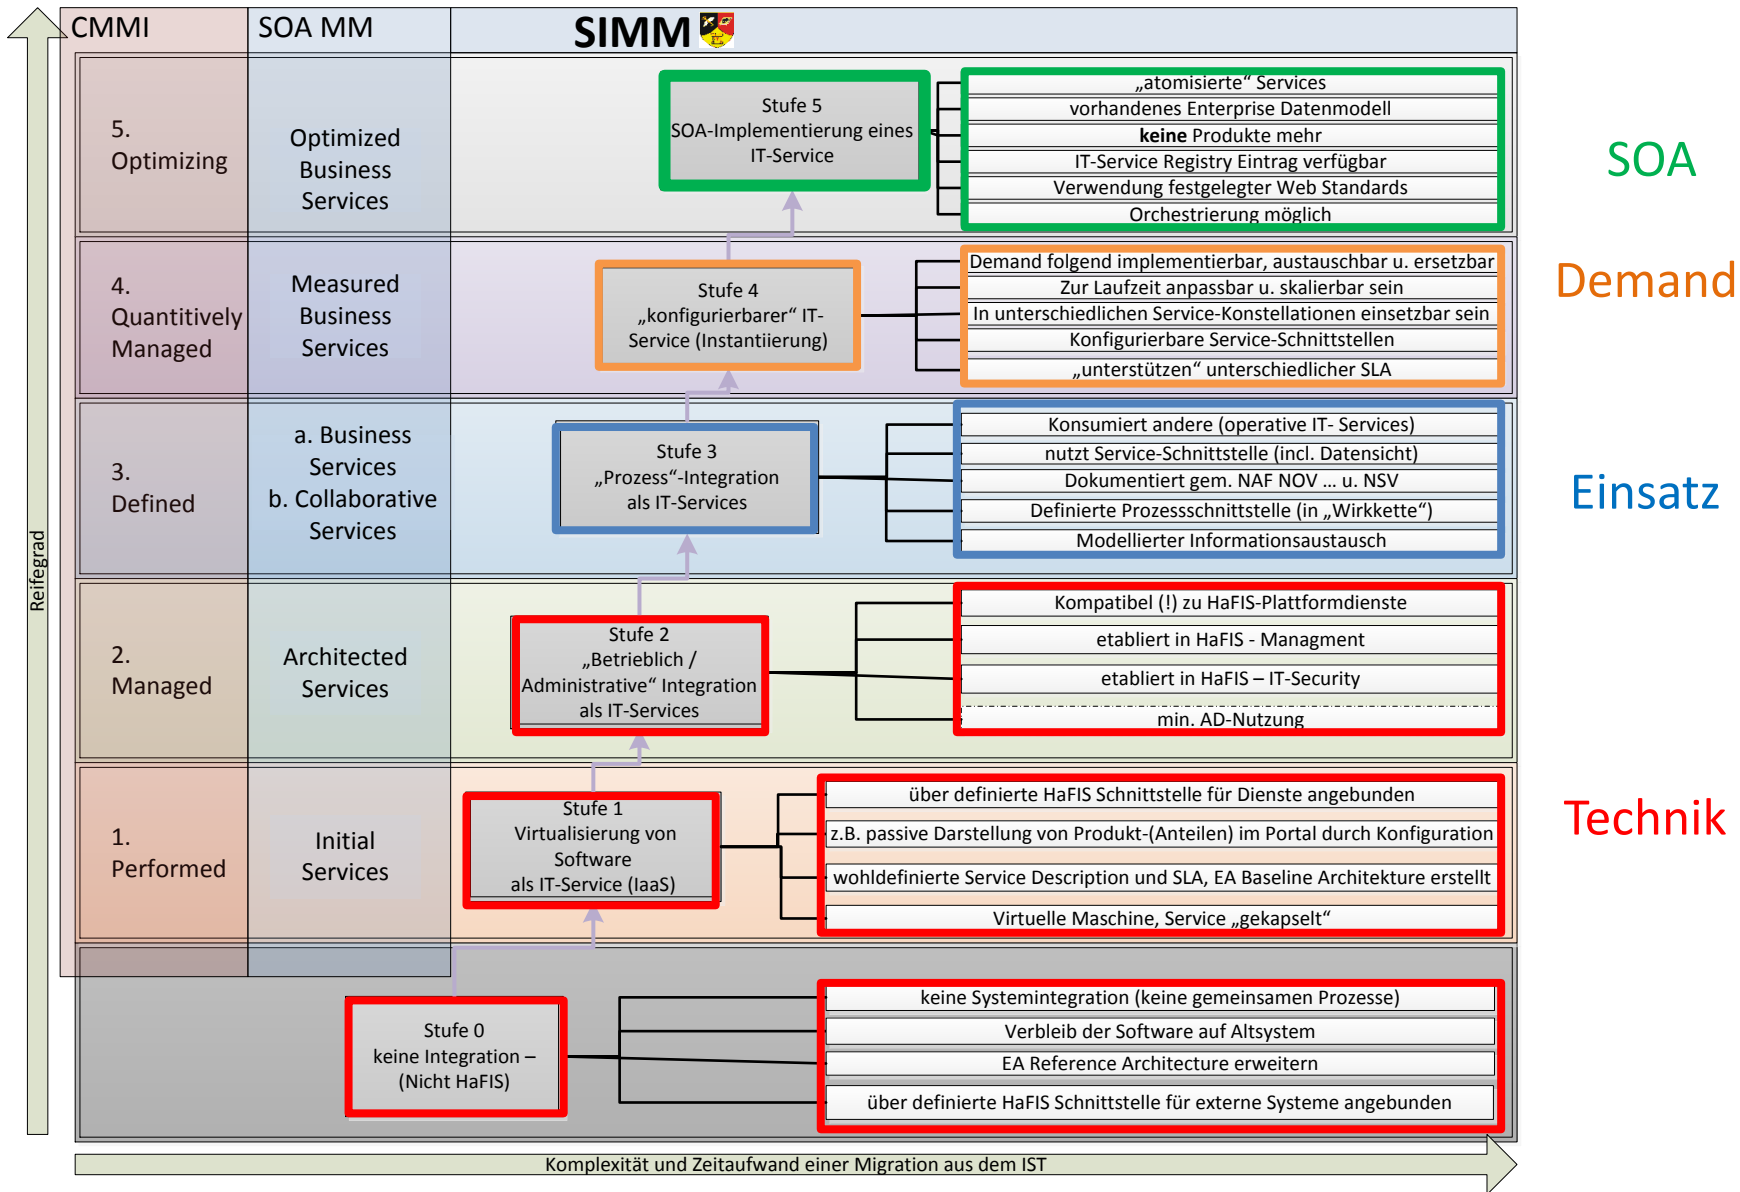 CMMI
SOA MM
SIMM
5.
Optimizing
Optimized
Business
Services
Stufe 5
SOA-Implementierung eines
IT-Service
„atomisierte“ Services
vorhandenes Enterprise Datenmodell
keine Produkte mehr
IT-Service Registry Eintrag verfügbar
Verwendung festgelegter Web Standards
Orchestrierung möglich
SOA
4.
Quantitively
Managed
Measured
Business
Services
Stufe 4
„konfigurierbarer“ IT-
Service (Instantiierung)
Demand folgend implementierbar, austauschbar u. ersetzbar
Zur Laufzeit anpassbar u. skalierbar sein
In unterschiedlichen Service-Konstellationen einsetzbar sein
Konfigurierbare Service-Schnittstellen
„unterstützen“ unterschiedlicher SLA
Demand
3.
Defined
a. Business
Services
b. Collaborative
Services
Stufe 3
„Prozess“-Integration
als IT-Services
Konsumiert andere (operative IT- Services)
nutzt Service-Schnittstelle (incl. Datensicht)
Dokumentiert gem. NAF NOV ... u. NSV
Definierte Prozessschnittstelle (in „Wirkkette“)
Modellierter Informationsaustausch
Einsatz
2.
Managed
Architected
Services
Stufe 2
„Betrieblich /
Administrative“ Integration
als IT-Services
Kompatibel (!) zu HaFIS-Plattformdienste
etabliert in HaFIS - Managment
etabliert in HaFIS – IT-Security
min. AD-Nutzung
1.
Performed
Initial
Services
Stufe 1
Virtualisierung von
Software
als IT-Service (IaaS)
über definierte HaFIS Schnittstelle für Dienste angebunden
z.B. passive Darstellung von Produkt-(Anteilen) im Portal durch Konfiguration
wohldefinierte Service Description und SLA, EA Baseline Architekture erstellt
Virtuelle Maschine, Service „gekapselt“
Technik
Stufe 0
keine Integration –
(Nicht HaFIS)
keine Systemintegration (keine gemeinsamen Prozesse)
Verbleib der Software auf Altsystem
EA Reference Architecture erweitern
über definierte HaFIS Schnittstelle für externe Systeme angebunden
Reifegrad
Komplexität und Zeitaufwand einer Migration aus dem IST